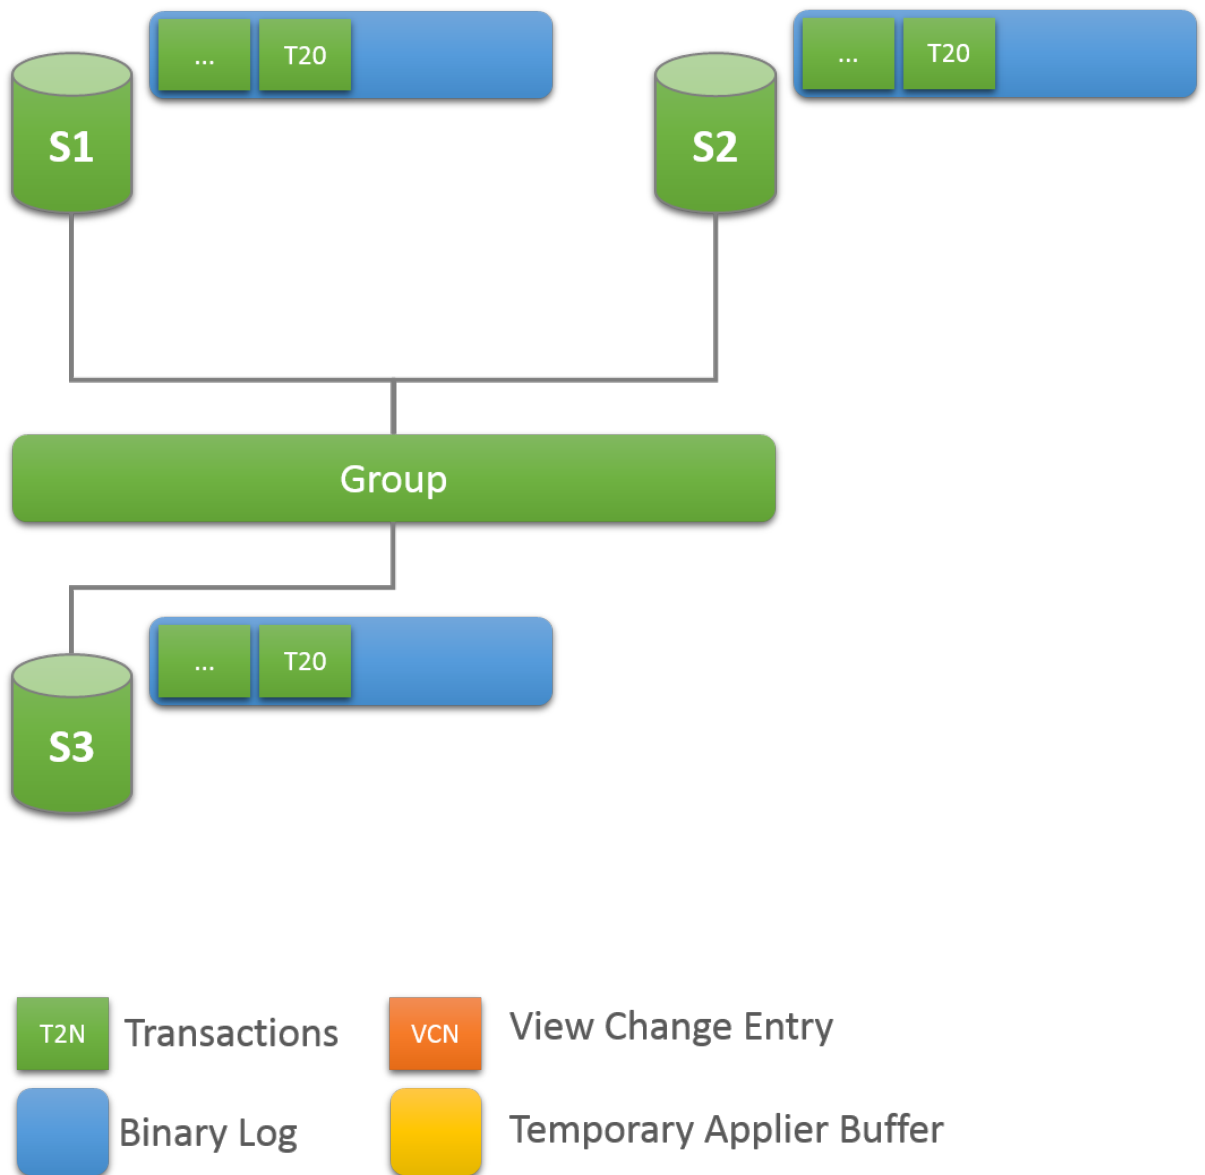 ... T20
... T20
S1
S2
Group
... T20
S3
T2N Transactions
VCN View Change Entry
Binary Log
Temporary Applier Buffer